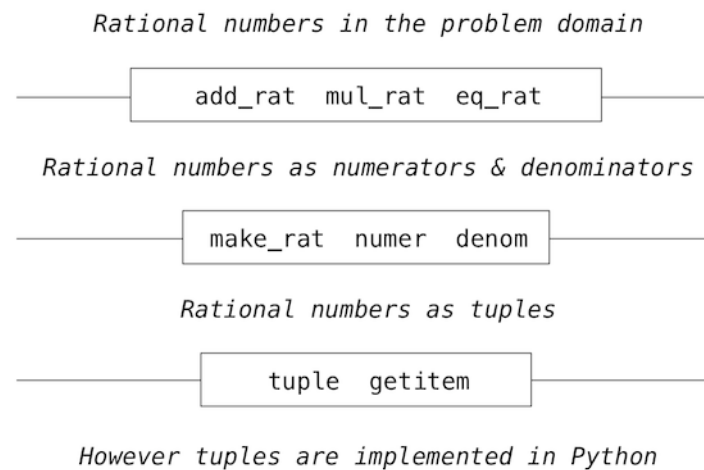 Rational numbers in the problem domain
add_rat mul_rat eq_rat
Rational numbers as numerators & denominators
make_rat numer denom
Rational numbers as tuples
tuple getitem
However tuples are implemented in Python